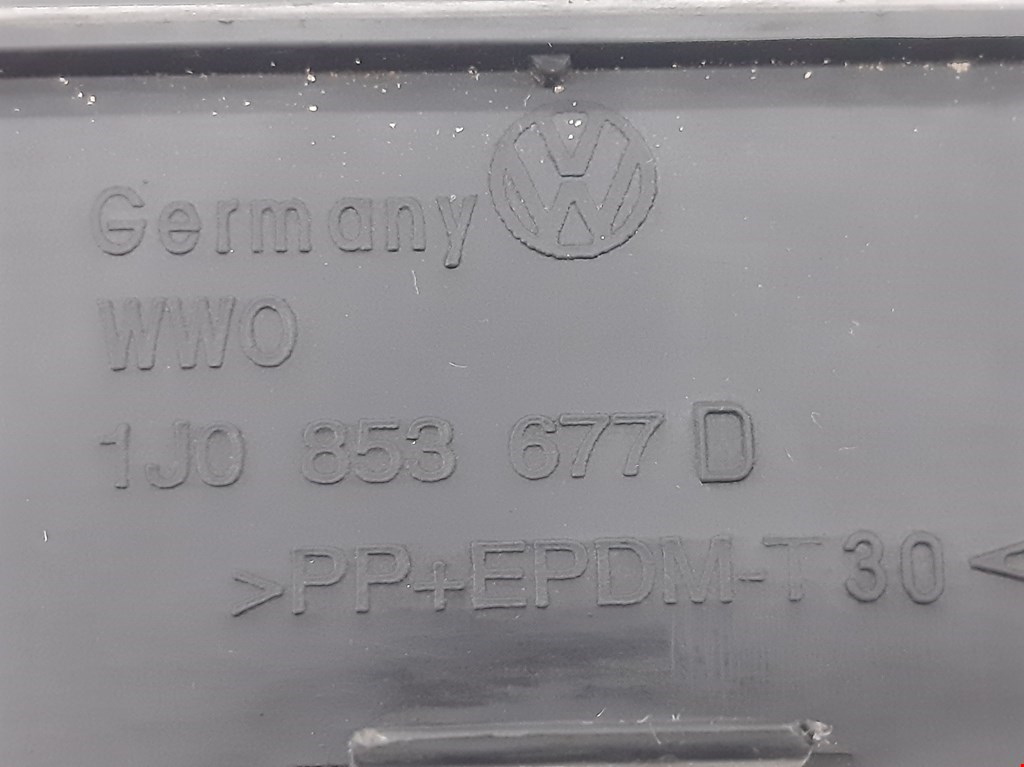 Germany
WWO
1J0 853 677 D
>PP+EPDM-T30<